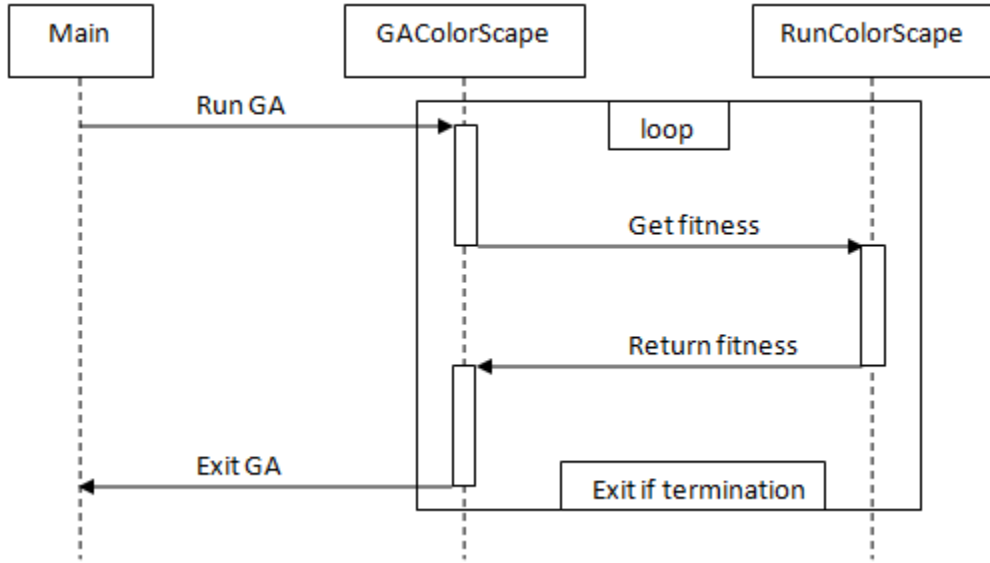 Main
GAColorScape
RunColorScape
Run GA
loop
Get fitness
Return fitness
Exit GA
Exit if termination